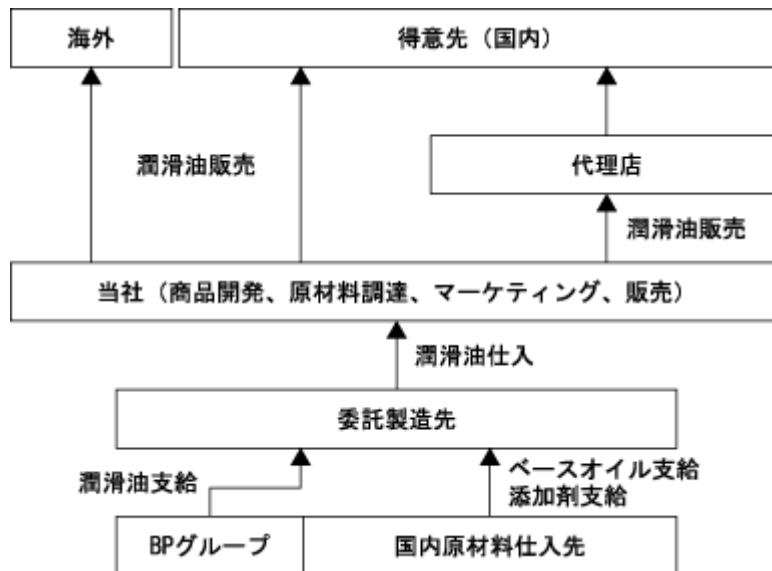 海外
得意先（国内）
潤滑油販売
代理店
潤滑油販売
当社（商品開発、原材料調達、マーケティング、販売）
潤滑油仕入
委託製造先
潤滑油支給
ベースオイル支給
添加剤支給
BPグループ
国内原材料仕入先